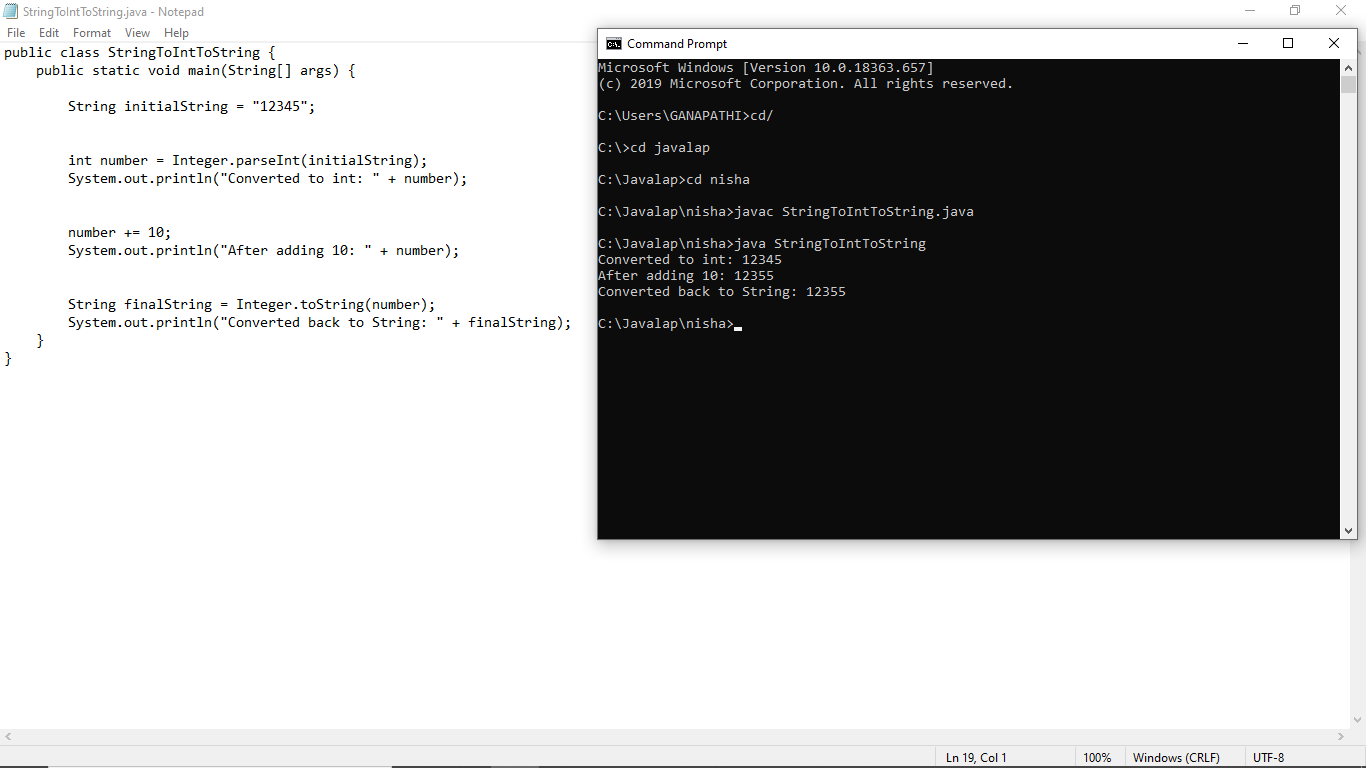 StringToIntToString.java - Notepad
File Edit Format View Help
public class StringToIntToString {
    public static void main(String[] args) {
        String initialString = "12345";
        int number = Integer.parseInt(initialString);
        System.out.println("Converted to int: " + number);
        number += 10;
        System.out.println("After adding 10: " + number);
        String finalString = Integer.toString(number);
        System.out.println("Converted back to String: " + finalString);
    }
}
Command Prompt
Microsoft Windows [Version 10.0.18363.657]
(c) 2019 Microsoft Corporation. All rights reserved.
C:\Users\GANAPATHI>cd/
C:\>cd javalap
C:\Javalap>cd nisha
C:\Javalap\nisha>javac StringToIntToString.java
C:\Javalap\nisha>java StringToIntToString
Converted to int: 12345
After adding 10: 12355
Converted back to String: 12355
C:\Javalap\nisha>
Ln 19, Col 1 100% Windows (CRLF) UTF-8